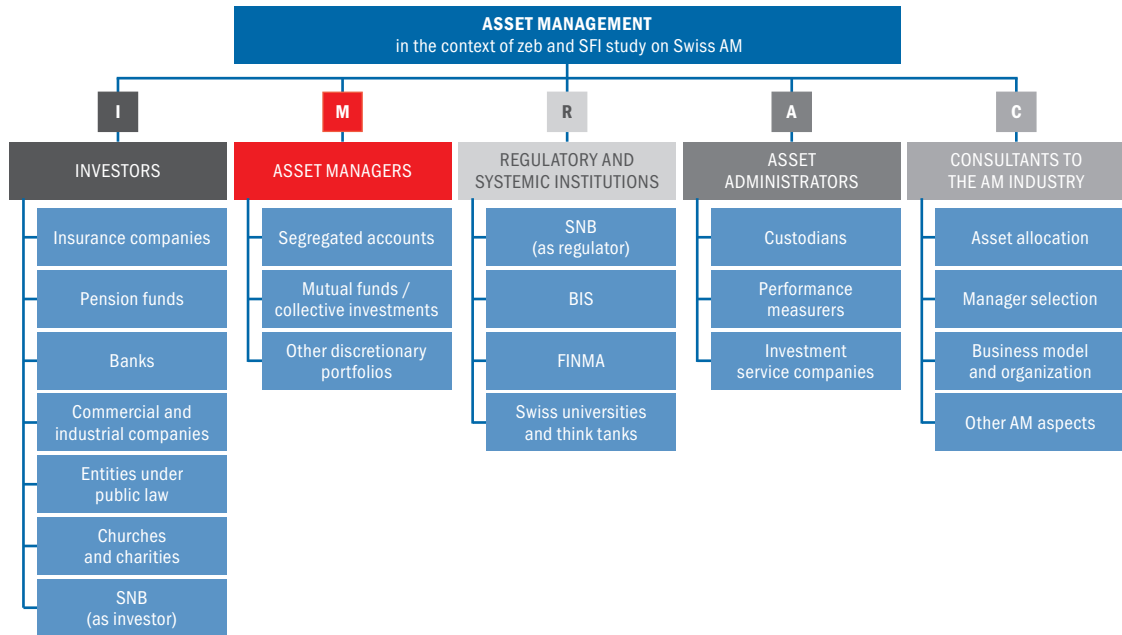 ASSET MANAGEMENT
in the context of zeb and SFI study on Swiss AM
I
INVESTORS
Insurance companies
Pension funds
Banks
Commercial and
industrial companies
Entities under
public law
Churches
and charities
SNB
(as investor)
M
ASSET MANAGERS
Segregated accounts
Mutual funds /
collective investments
Other discretionary
portfolios
R
REGULATORY AND
SYSTEMIC INSTITUTIONS
SNB
(as regulator)
BIS
FINMA
Swiss universities
and think tanks
A
ASSET
ADMINISTRATORS
Custodians
Performance
measurers
Investment
service companies
C
CONSULTANTS TO
THE AM INDUSTRY
Asset allocation
Manager selection
Business model
and organization
Other AM aspects